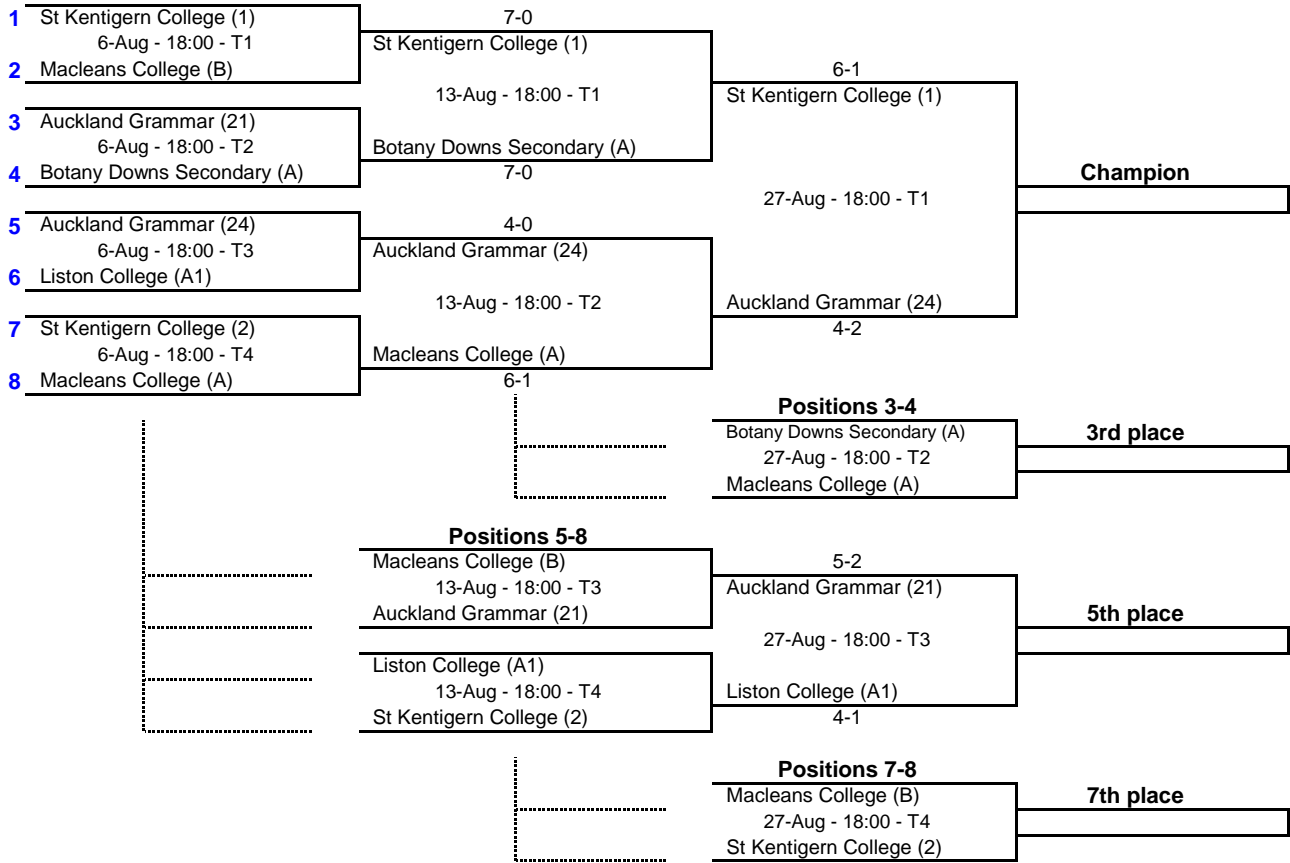 7-0
1 St Kentigern College (1)
6-Aug - 18:00 - T1
St Kentigern College (1)
2 Macleans College (B)
6-1
13-Aug - 18:00 - T1
St Kentigern College (1)
3 Auckland Grammar (21)
6-Aug - 18:00 - T2
Botany Downs Secondary (A)
4 Botany Downs Secondary (A)
7-0
Champion
27-Aug - 18:00 - T1
5 Auckland Grammar (24)
4-0
6-Aug - 18:00 - T3
Auckland Grammar (24)
6 Liston College (A1)
13-Aug - 18:00 - T2
Auckland Grammar (24)
7 St Kentigern College (2)
4-2
6-Aug - 18:00 - T4
Macleans College (A)
8 Macleans College (A)
6-1
Positions 3-4
Botany Downs Secondary (A)
3rd place
27-Aug - 18:00 - T2
Macleans College (A)
Positions 5-8
Macleans College (B)
5-2
13-Aug - 18:00 - T3
Auckland Grammar (21)
Auckland Grammar (21)
5th place
27-Aug - 18:00 - T3
Liston College (A1)
13-Aug - 18:00 - T4
Liston College (A1)
St Kentigern College (2)
4-1
Positions 7-8
Macleans College (B)
7th place
27-Aug - 18:00 - T4
St Kentigern College (2)